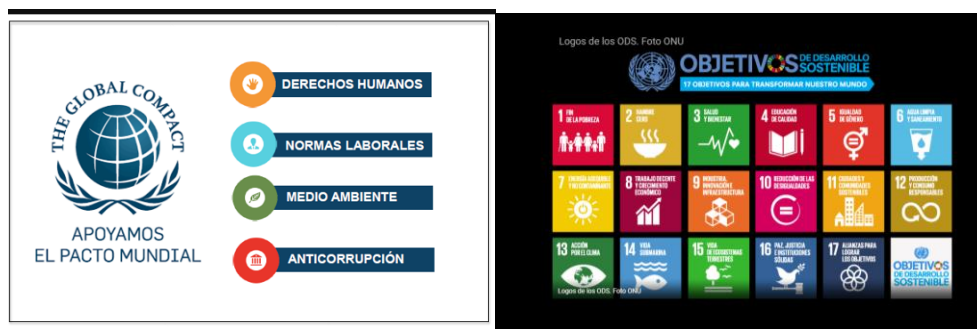 THE GLOBAL COMPACT
APOYAMOS
EL PACTO MUNDIAL
DERECHOS HUMANOS
NORMAS LABORALES
MEDIO AMBIENTE
ANTICORRUPCIÓN
Logos de los ODS. Foto ONU
OBJETIVOS DE DESARROLLO
SOSTENIBLE
17 OBJETIVOS PARA TRANSFORMAR NUESTRO MUNDO
1 FIN
DE LA POBREZA
2 HAMBRE
CERO
3 SALUD
Y BIENESTAR
4 EDUCACIÓN
DE CALIDAD
5 IGUALDAD
DE GÉNERO
6 AGUA LIMPIA
Y SANEAMIENTO
7 ENERGÍA ASEQUIBLE
Y NO CONTAMINANTE
8 TRABAJO DECENTE
Y CRECIMIENTO
ECONÓMICO
9 INDUSTRIA,
INNOVACIÓN E
INFRAESTRUCTURA
10 REDUCCIÓN DE LAS
DESIGUALDADES
11 CIUDADES Y
COMUNIDADES
SOSTENIBLES
12 PRODUCCIÓN
Y CONSUMO
RESPONSABLES
13 ACCIÓN
POR EL CLIMA
14 VIDA
SUBMARINA
15 VIDA
DE ECOSISTEMAS
TERRESTRES
16 PAZ, JUSTICIA
E INSTITUCIONES
SÓLIDAS
17 ALIANZAS PARA
LOGRAR
LOS OBJETIVOS
OBJETIVOS
DE DESARROLLO
SOSTENIBLE
Logos de los ODS. Foto ONU